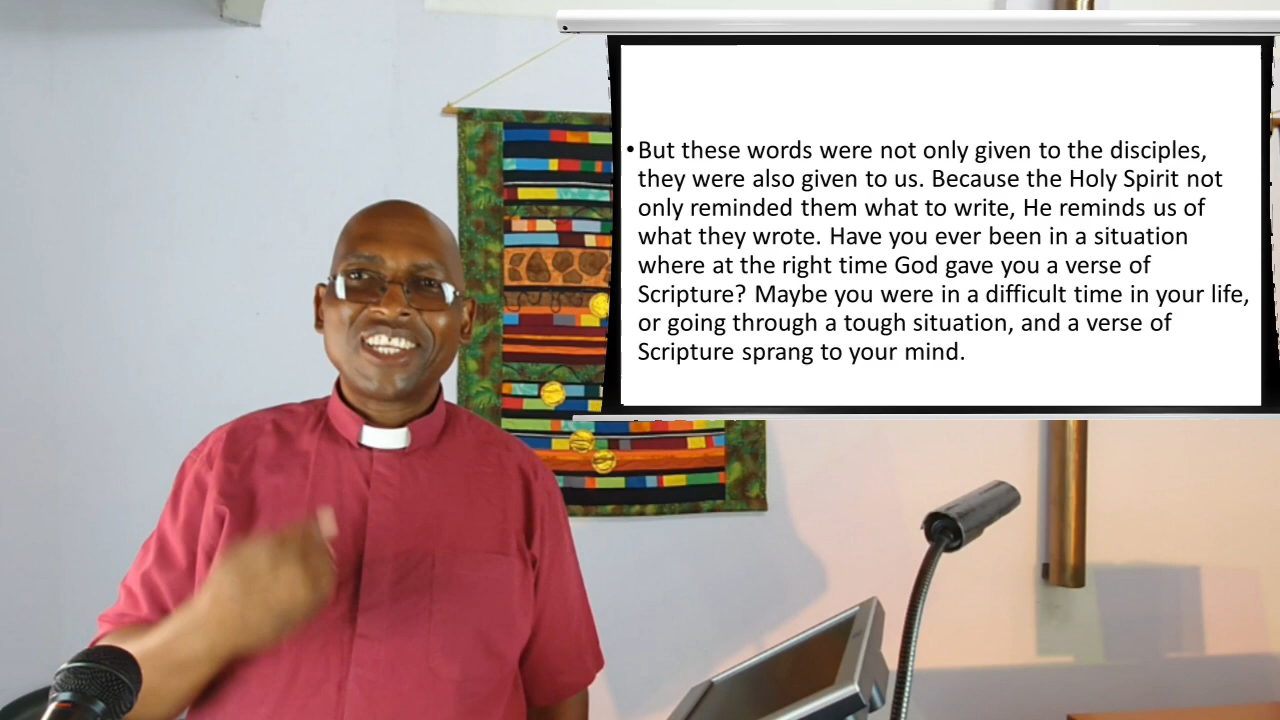 •But these words were not only given to the disciples,
they were also given to us. Because the Holy Spirit not
only reminded them what to write, He reminds us of
what they wrote. Have you ever been in a situation
where at the right time God gave you a verse of
Scripture? Maybe you were in a difficult time in your life,
or going through a tough situation, and a verse of
Scripture sprang to your mind.